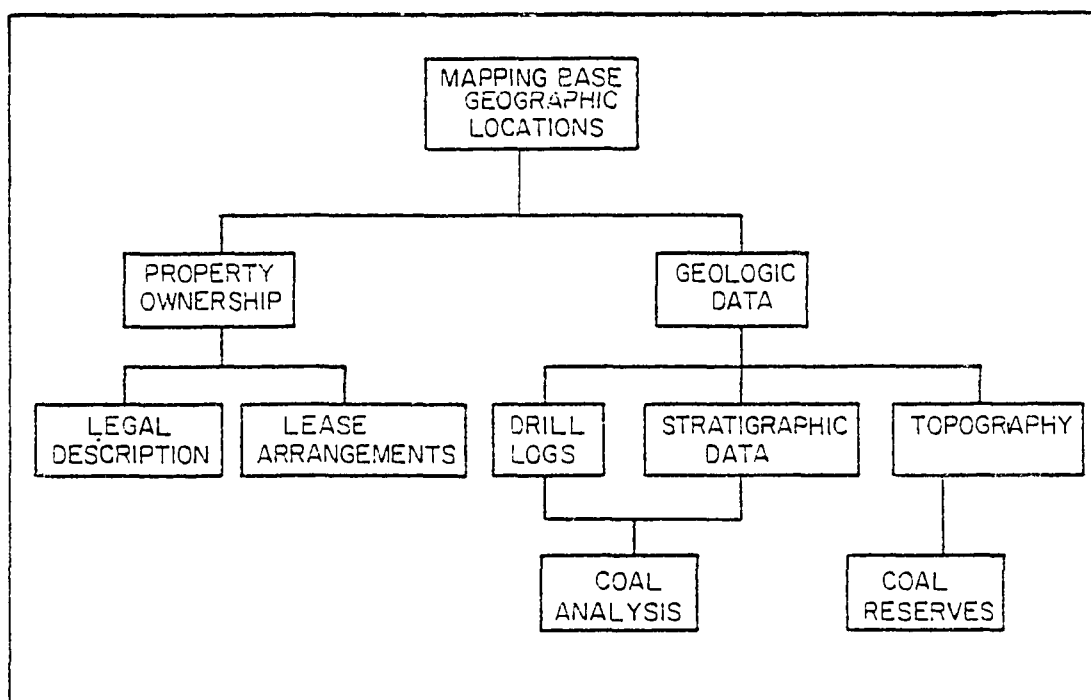 MAPPING BASE
GEOGRAPHIC
LOCATIONS
PROPERTY
OWNERSHIP
GEOLOGIC
DATA
LEGAL
DESCRIPTION
LEASE
ARRANGEMENTS
DRILL
LOGS
STRATIGRAPHIC
DATA
TOPOGRAPHY
COAL
ANALYSIS
COAL
RESERVES